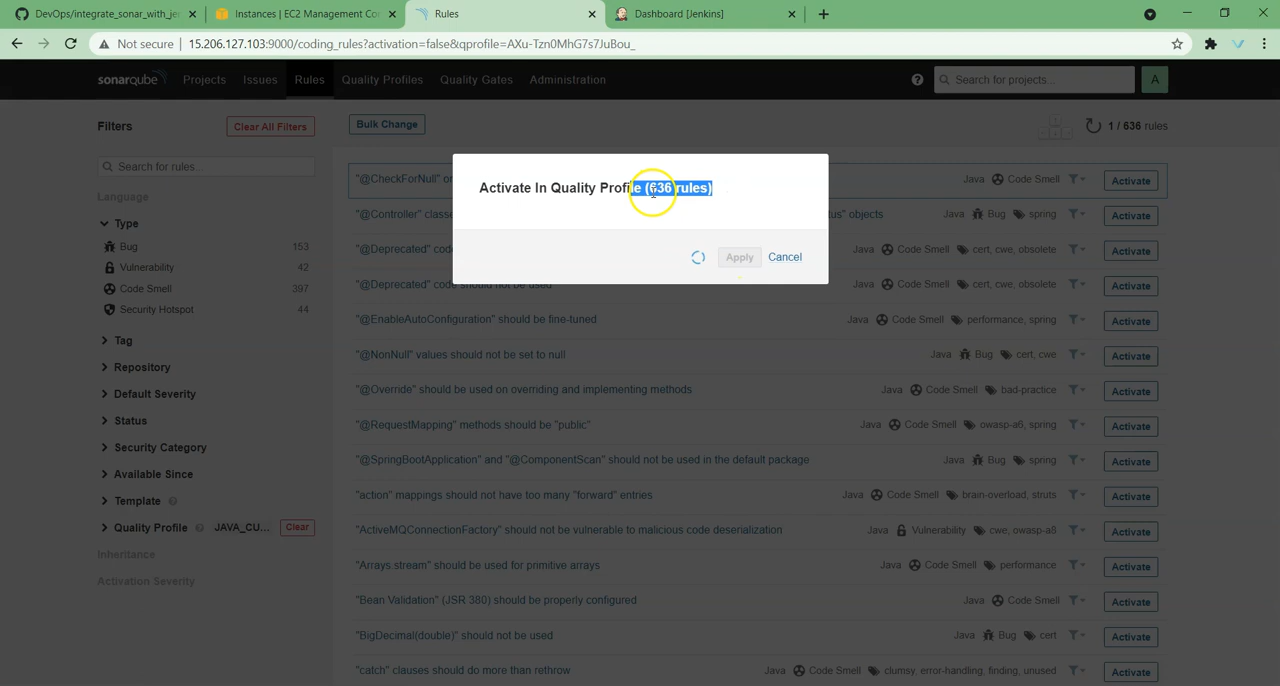 DevOps/integrate_sonar_with_je
Instances | EC2 Management Co
Rules
Dashboard [Jenkins]
Not secure | 15.206.127.103:9000/coding_rules?activation=false&qprofile=AXu-Tzn0MhG7s7JuBou_
sonarqube Projects Issues Rules Quality Profiles Quality Gates Administration
Search for projects... A
Filters Clear All Filters
Bulk Change
1 / 636 rules
Search for rules...
Language
Type
Bug 153
Vulnerability 42
Code Smell 397
Security Hotspot 44
Tag
Repository
Default Severity
Status
Security Category
Available Since
Template
Quality Profile JAVA_CU... Clear
Inheritance
Activation Severity
Activate In Quality Profile (636 rules)
Apply Cancel
"@CheckForNull" Java Code Smell Activate
"@Controller" us" objects Java Bug spring Activate
"@Deprecated" Java Code Smell cert, cwe, obsolete Activate
"@Deprecated" code should not be used Java Code Smell cert, cwe, obsolete Activate
"@EnableAutoConfiguration" should be fine-tuned Java Code Smell performance, spring Activate
"@NonNull" values should not be set to null Java Bug cert, cwe Activate
"@Override" should be used on overriding and implementing methods Java Code Smell bad-practice Activate
"@RequestMapping" methods should be "public" Java Code Smell owasp-a6, spring Activate
"@SpringBootApplication" and "@ComponentScan" should not be used in the default package Java Bug spring Activate
"action" mappings should not have too many "forward" entries Java Code Smell brain-overload, struts Activate
"ActiveMQConnectionFactory" should not be vulnerable to malicious code deserialization Java Vulnerability cwe, owasp-a8 Activate
"Arrays.stream" should be used for primitive arrays Java Code Smell performance Activate
"Bean Validation" (JSR 380) should be properly configured Java Code Smell Activate
"BigDecimal(double)" should not be used Java Bug cert Activate
"catch" clauses should do more than rethrow Java Code Smell clumsy, error-handling, finding, unused Activate